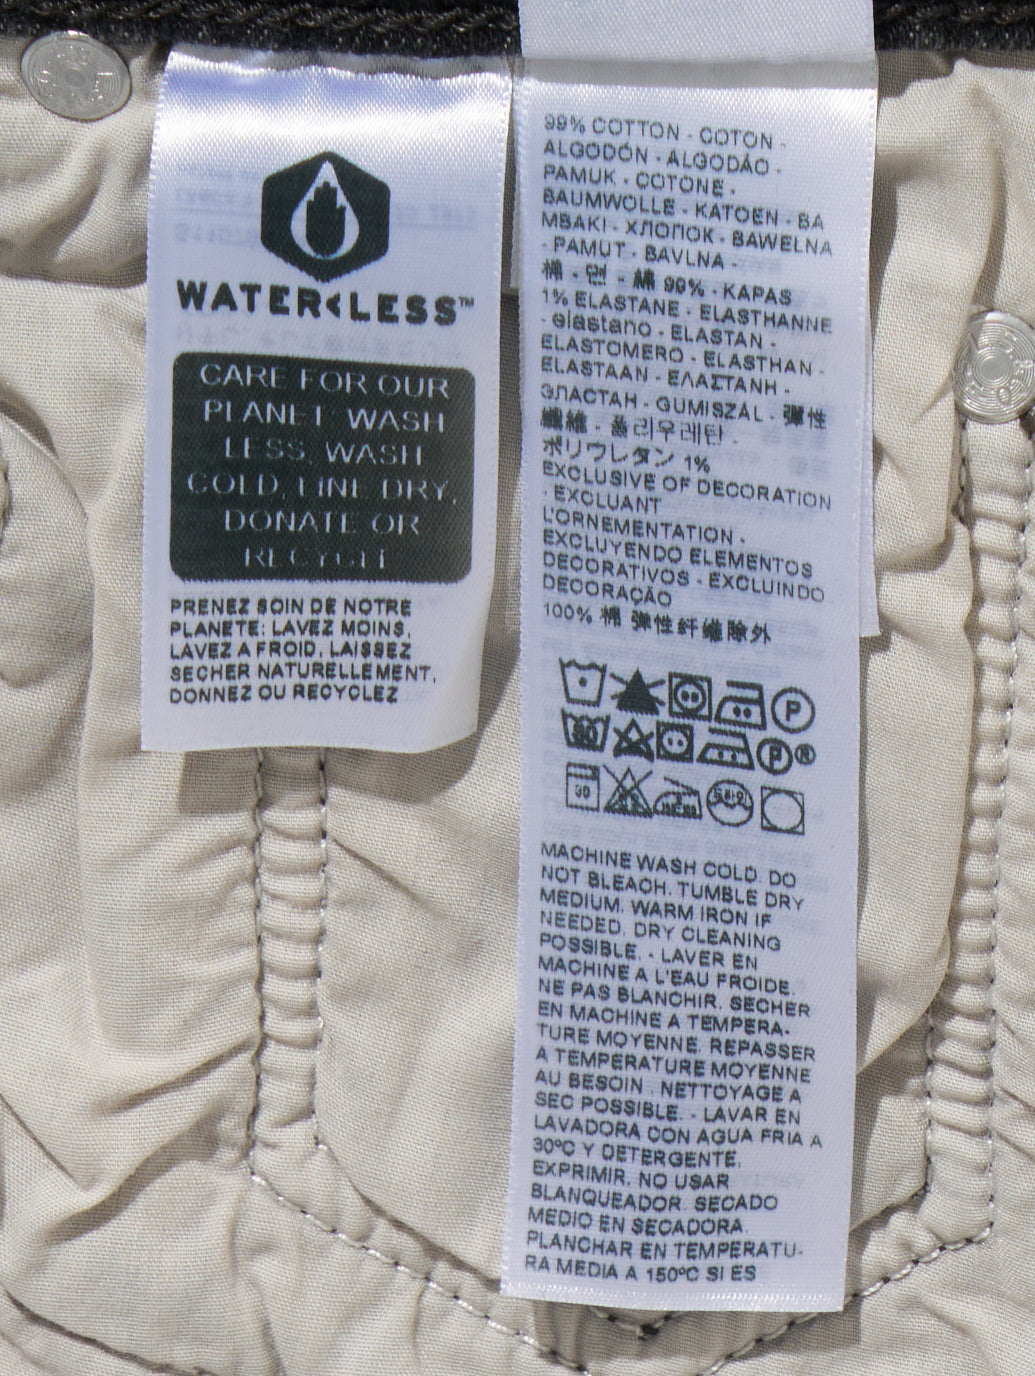 WATER<LESS™
CARE FOR OUR
PLANET: WASH
LESS, WASH
COLD, LINE DRY,
DONATE OR
RECYCLE
PRENEZ SOIN DE NOTRE
PLANETE: LAVEZ MOINS,
LAVEZ A FROID, LAISSEZ
SECHER NATURELLEMENT,
DONNEZ OU RECYCLEZ
99% COTTON - COTON -
ALGODÓN - ALGODÃO -
PAMUK - COTONE -
BAUMWOLLE - KATOEN - BA
MBAKI - ХЛОПОК - BAWEŁNA
- PAMUT - BAVLNA -
棉 - 면 - 綿 99% - KAPAS
1% ELASTANE - ELASTHANNE
- elastano - ELASTAN -
ELASTOMERO - ELASTHAN -
ELASTAAN - ΕΛΑΣΤΑΝΗ -
ЭЛАСТАН - GUMISZÁL - 彈性
纖維 - 폴리우레탄 -
ポリウレタン 1%
EXCLUSIVE OF DECORATION
- EXCLUANT
L'ORNEMENTATION -
EXCLUYENDO ELEMENTOS
DECORATIVOS - EXCLUINDO
DECORAÇÃO
100% 棉 弹性纤维除外
P
30 P®
30
MACHINE WASH COLD. DO
NOT BLEACH. TUMBLE DRY
MEDIUM. WARM IRON IF
NEEDED. DRY CLEANING
POSSIBLE. - LAVER EN
MACHINE A L'EAU FROIDE.
NE PAS BLANCHIR. SECHER
EN MACHINE A TEMPERA-
TURE MOYENNE. REPASSER
A TEMPERATURE MOYENNE
AU BESOIN. NETTOYAGE A
SEC POSSIBLE. - LAVAR EN
LAVADORA CON AGUA FRIA A
30ºC Y DETERGENTE.
EXPRIMIR. NO USAR
BLANQUEADOR. SECADO
MEDIO EN SECADORA.
PLANCHAR EN TEMPERATU-
RA MEDIA A 150ºC SI ES